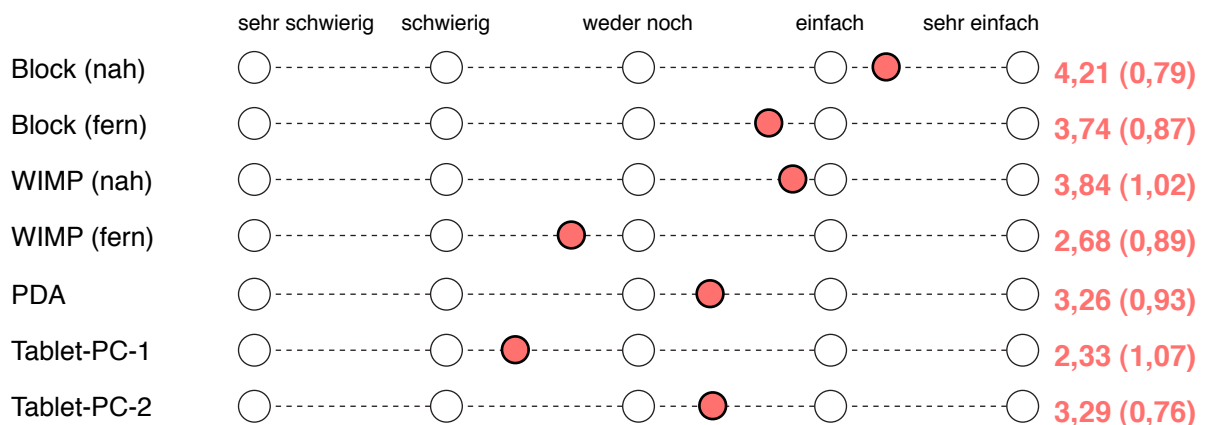 sehr schwierig schwierig weder noch einfach sehr einfach
Block (nah) 4,21 (0,79)
Block (fern) 3,74 (0,87)
WIMP (nah) 3,84 (1,02)
WIMP (fern) 2,68 (0,89)
PDA 3,26 (0,93)
Tablet-PC-1 2,33 (1,07)
Tablet-PC-2 3,29 (0,76)